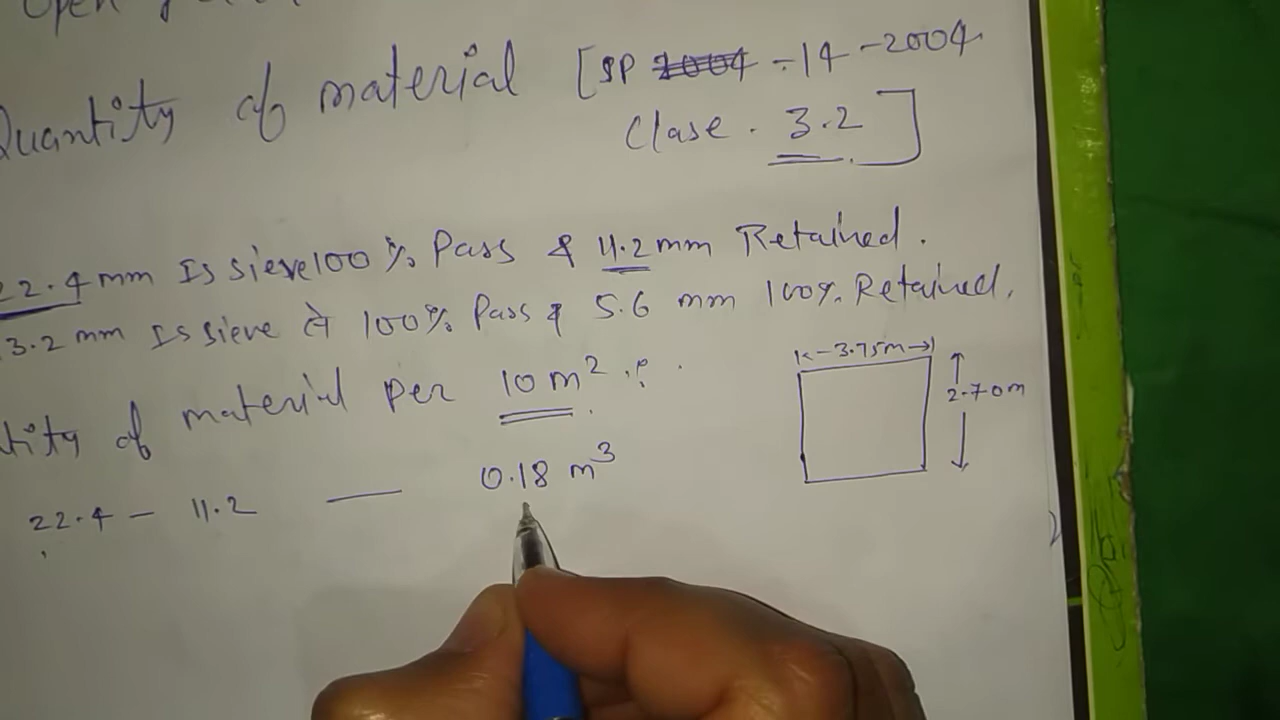 Open
Quantity of material [SP 2004 -14 -2004
Clase. 3.2 ]
22.4 mm Is sieve 100% Pass & 11.2 mm Retained.
3.2 mm Is sieve से 100% Pass & 5.6 mm 100% Retained.
tity of material per 10 m² ?
|<- 3.75m ->|
2.70m
22.4 - 11.2 — 0.18 m³